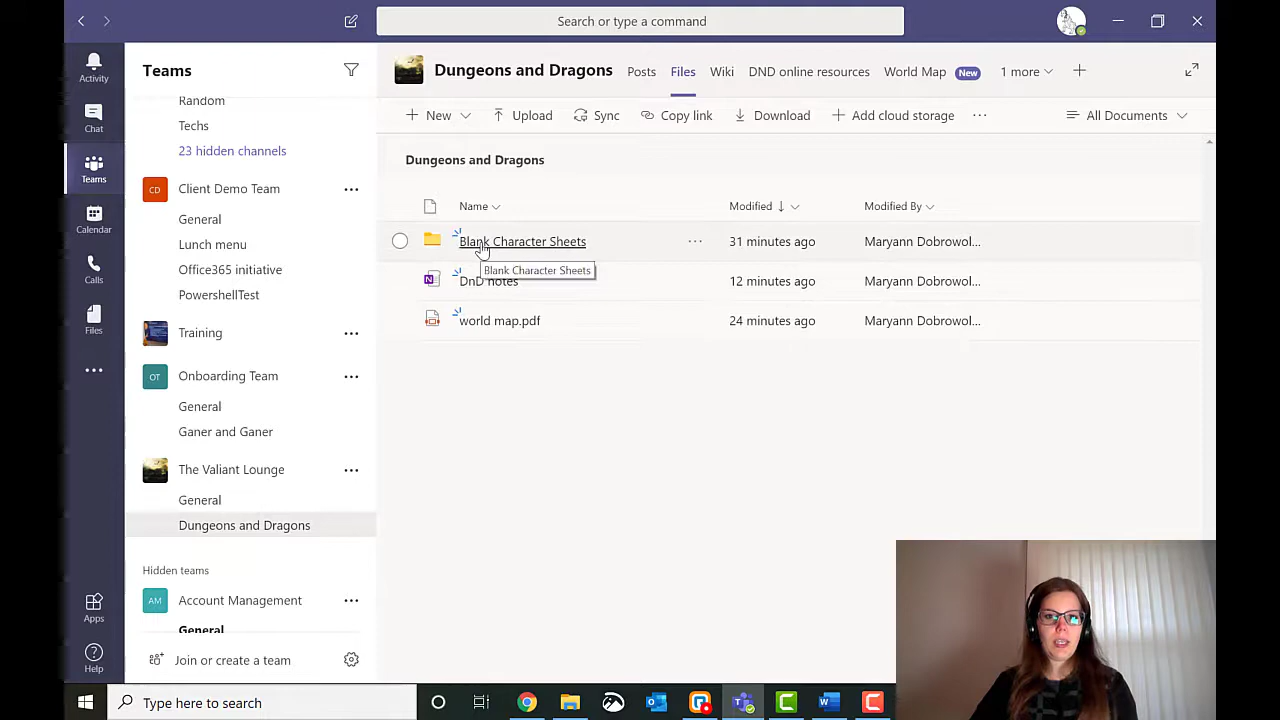 Search or type a command
Activity
Chat
Teams
Calendar
Calls
Files
Apps
Help
Teams
Random
Techs
23 hidden channels
CD Client Demo Team
General
Lunch menu
Office365 initiative
PowershellTest
Training
OT Onboarding Team
General
Ganer and Ganer
The Valiant Lounge
General
Dungeons and Dragons
Hidden teams
AM Account Management
General
Join or create a team
Dungeons and Dragons Posts Files Wiki DND online resources World Map New 1 more
New Upload Sync Copy link Download Add cloud storage All Documents
Dungeons and Dragons
Name Modified Modified By
Blank Character Sheets 31 minutes ago Maryann Dobrowol...
Blank Character Sheets
DnD notes 12 minutes ago Maryann Dobrowol...
world map.pdf 24 minutes ago Maryann Dobrowol...
Type here to search